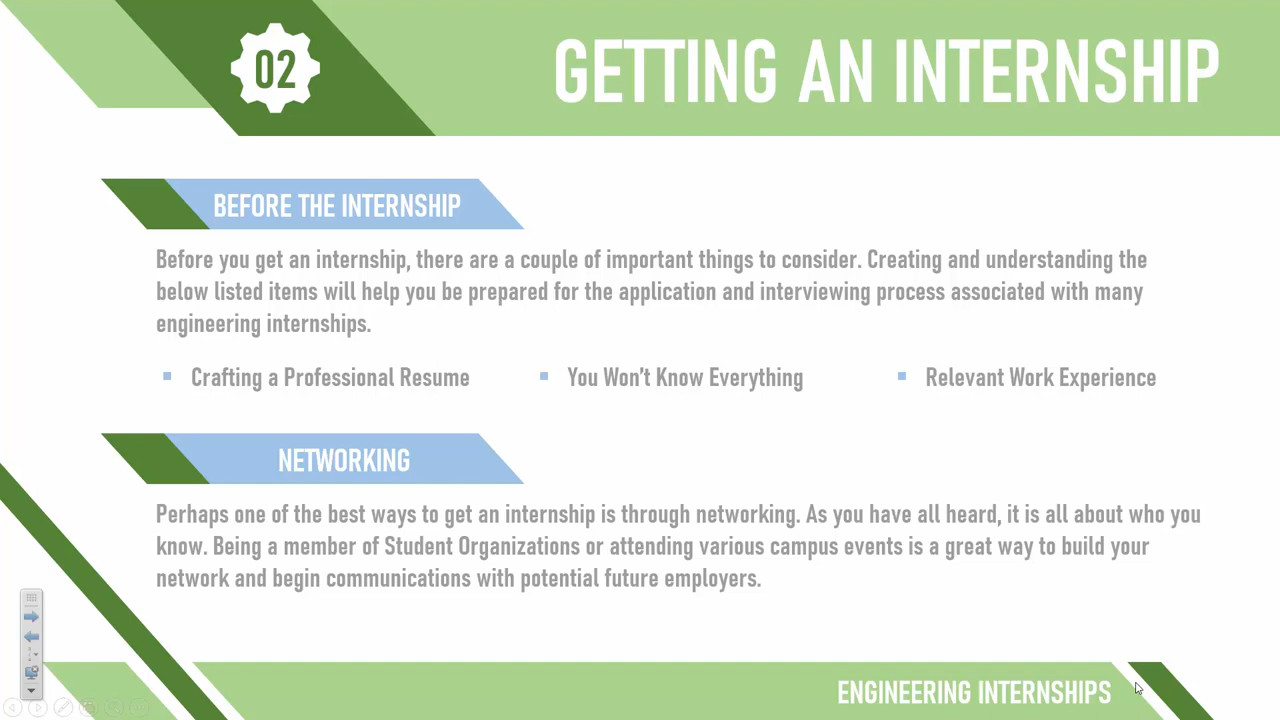 02
GETTING AN INTERNSHIP
BEFORE THE INTERNSHIP
Before you get an internship, there are a couple of important things to consider. Creating and understanding the
below listed items will help you be prepared for the application and interviewing process associated with many
engineering internships.
▪ Crafting a Professional Resume
▪ You Won't Know Everything
▪ Relevant Work Experience
NETWORKING
Perhaps one of the best ways to get an internship is through networking. As you have all heard, it is all about who you
know. Being a member of Student Organizations or attending various campus events is a great way to build your
network and begin communications with potential future employers.
ENGINEERING INTERNSHIPS